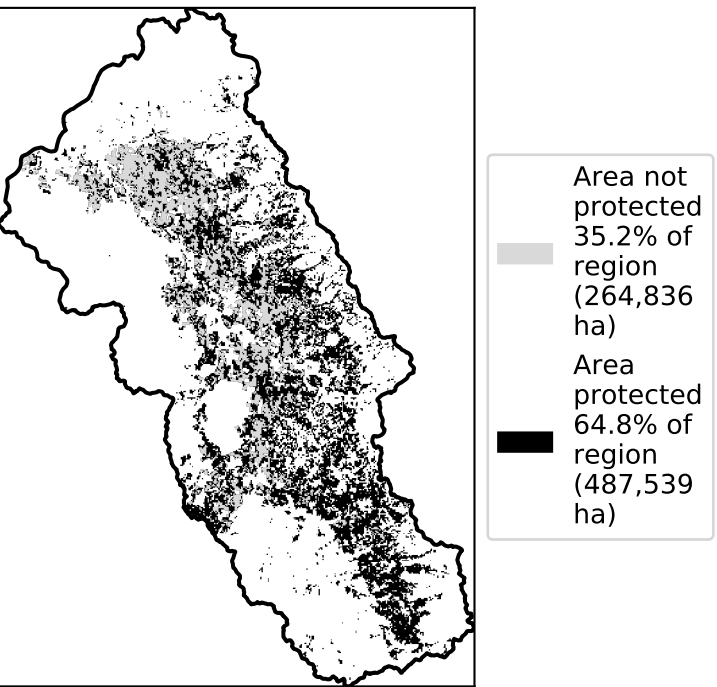 Area not
protected
35.2% of
region
(264,836
ha)
Area
protected
64.8% of
region
(487,539
ha)